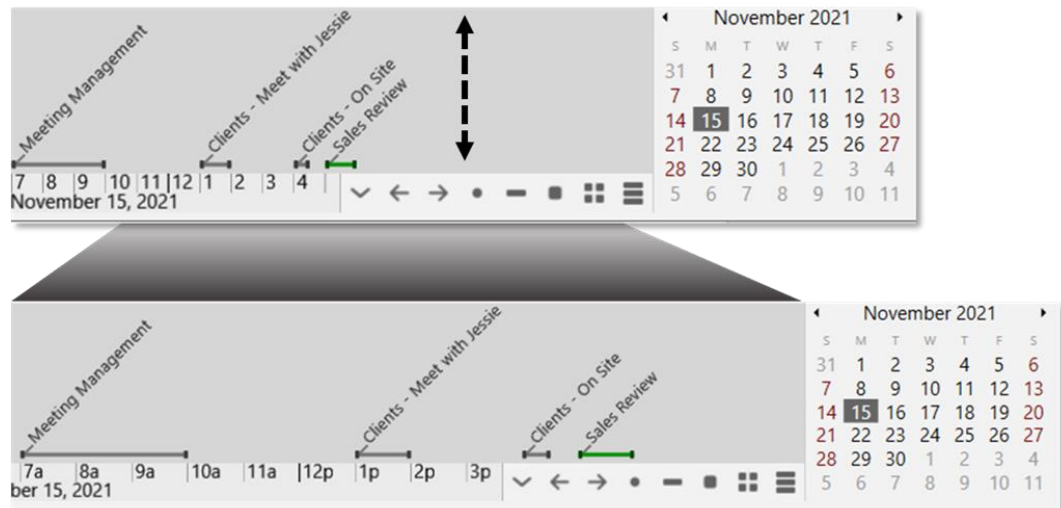 Meeting Management
Clients - Meet with Jessie
Clients - On Site
Sales Review
7 8 9 10 11 12 1 2 3 4
November 15, 2021
November 2021
S M T W T F S
31 1 2 3 4 5 6
7 8 9 10 11 12 13
14 15 16 17 18 19 20
21 22 23 24 25 26 27
28 29 30 1 2 3 4
5 6 7 8 9 10 11
Meeting Management
Clients - Meet with Jessie
Clients - On Site
Sales Review
7a 8a 9a 10a 11a 12p 1p 2p 3p
ber 15, 2021
November 2021
S M T W T F S
31 1 2 3 4 5 6
7 8 9 10 11 12 13
14 15 16 17 18 19 20
21 22 23 24 25 26 27
28 29 30 1 2 3 4
5 6 7 8 9 10 11